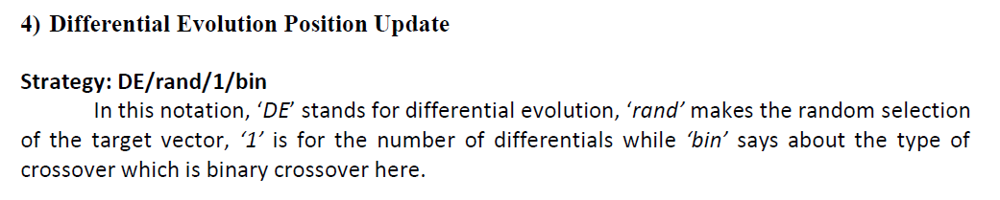 4) Differential Evolution Position Update
Strategy: DE/rand/1/bin
In this notation, ‘DE’ stands for differential evolution, ‘rand’ makes the random selection
of the target vector, ‘1’ is for the number of differentials while ‘bin’ says about the type of
crossover which is binary crossover here.